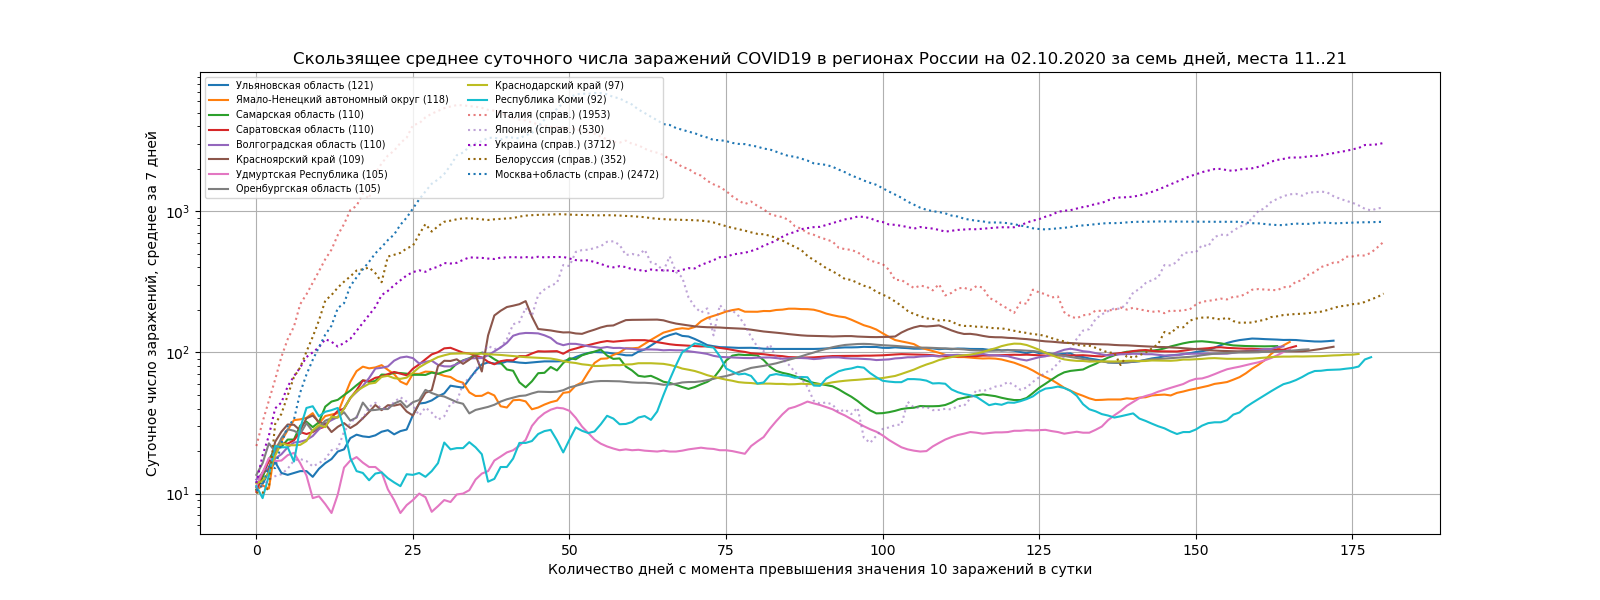 Скользящее среднее суточного числа заражений COVID19 в регионах России на 02.10.2020 за семь дней, места 11..21
Суточное число заражений, среднее за 7 дней
Ульяновская область (121)
Ямало-Ненецкий автономный округ (118)
Самарская область (110)
Саратовская область (110)
Волгоградская область (110)
Красноярский край (109)
Удмуртская Республика (105)
Оренбургская область (105)
Краснодарский край (97)
Республика Коми (92)
Италия (справ.) (1953)
Япония (справ.) (530)
Украина (справ.) (3712)
Белоруссия (справ.) (352)
Москва+область (справ.) (2472)
10³
10²
10¹
0 25 50 75 100 125 150 175
Количество дней с момента превышения значения 10 заражений в сутки